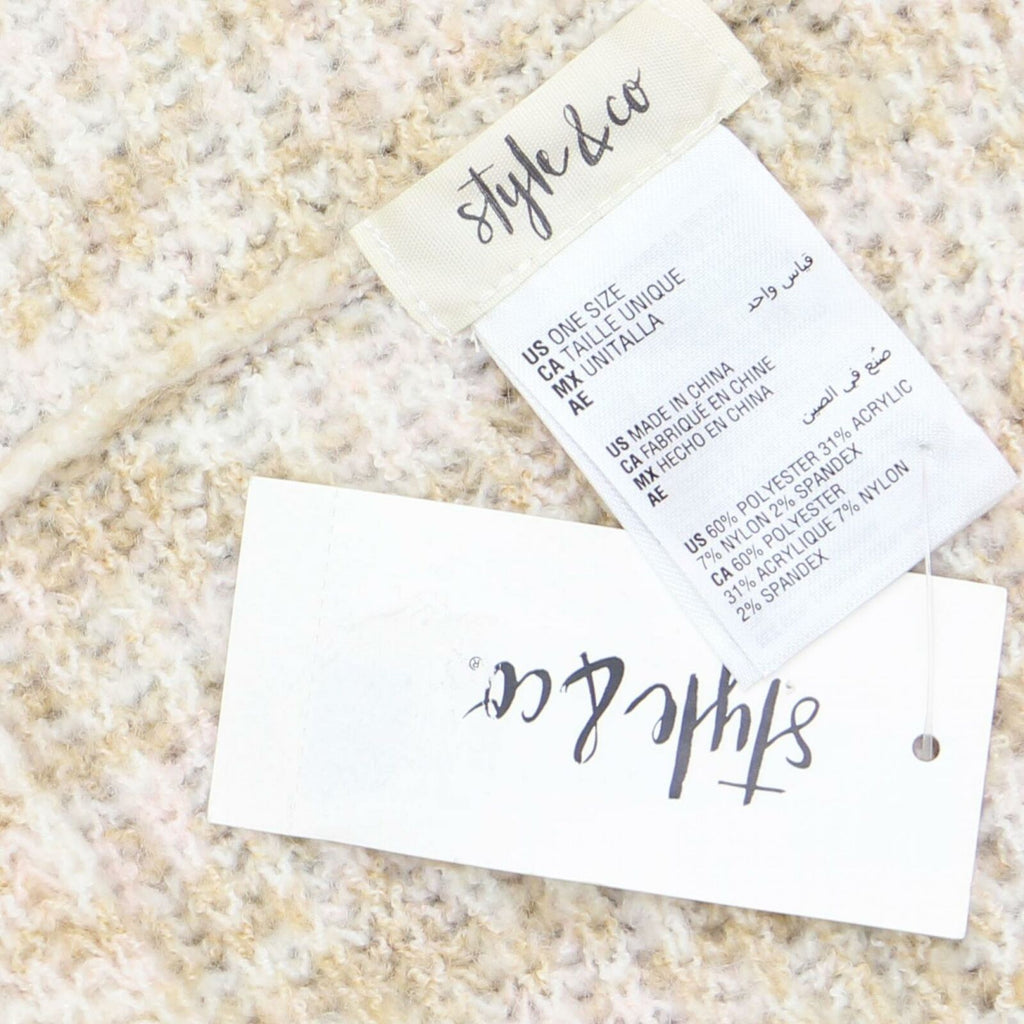 style & co
US ONE SIZE
CA TAILLE UNIQUE
MX UNITALLA
AE قياس واحد
US MADE IN CHINA
CA FABRIQUE EN CHINE
MX HECHO EN CHINA
AE صنع في الصين
US 60% POLYESTER 31% ACRYLIC
7% NYLON 2% SPANDEX
CA 60% POLYESTER
31% ACRYLIQUE 7% NYLON
2% SPANDEX
style & co®